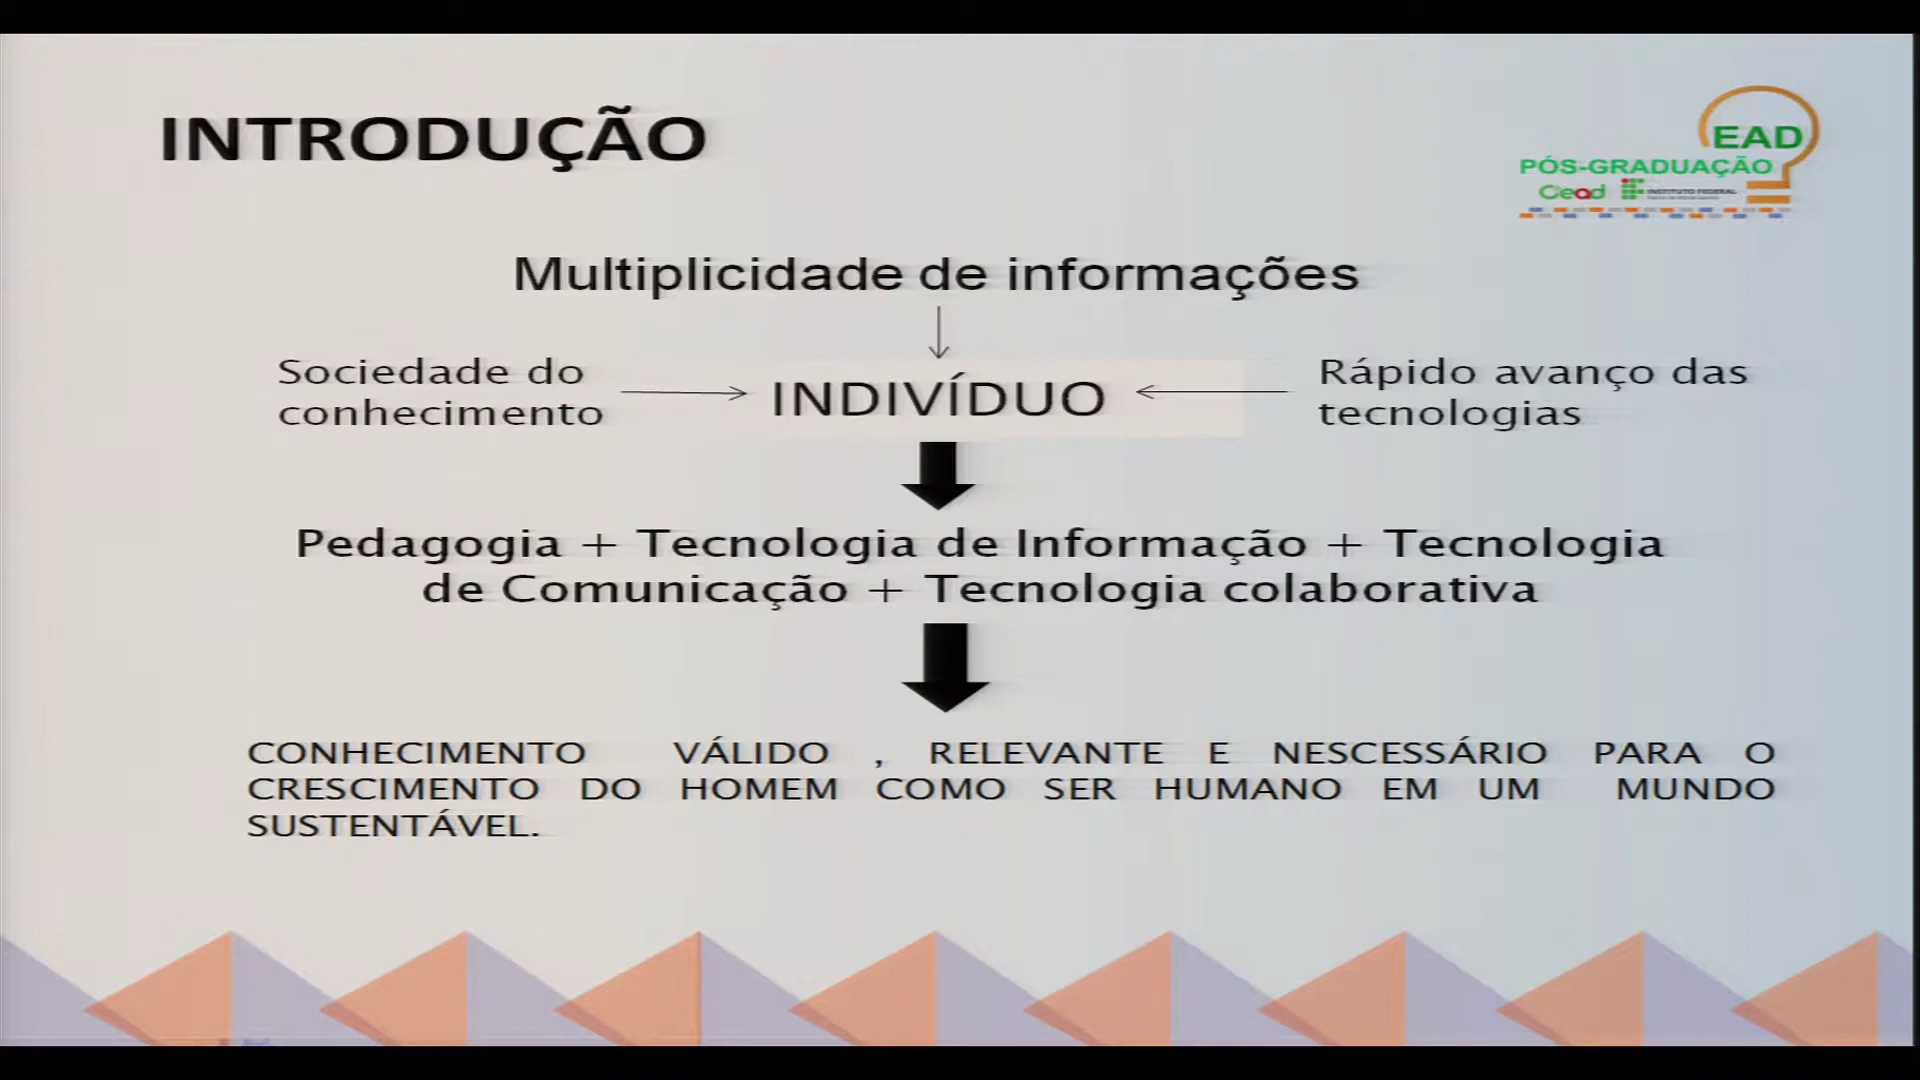 INTRODUÇÃO
EAD
PÓS-GRADUAÇÃO
Cead
INSTITUTO FEDERAL
Multiplicidade de informações
Sociedade do
conhecimento
INDIVÍDUO
Rápido avanço das
tecnologias
Pedagogia + Tecnologia de Informação + Tecnologia
de Comunicação + Tecnologia colaborativa
CONHECIMENTO VÁLIDO , RELEVANTE E NESCESSÁRIO PARA O
CRESCIMENTO DO HOMEM COMO SER HUMANO EM UM MUNDO
SUSTENTÁVEL.